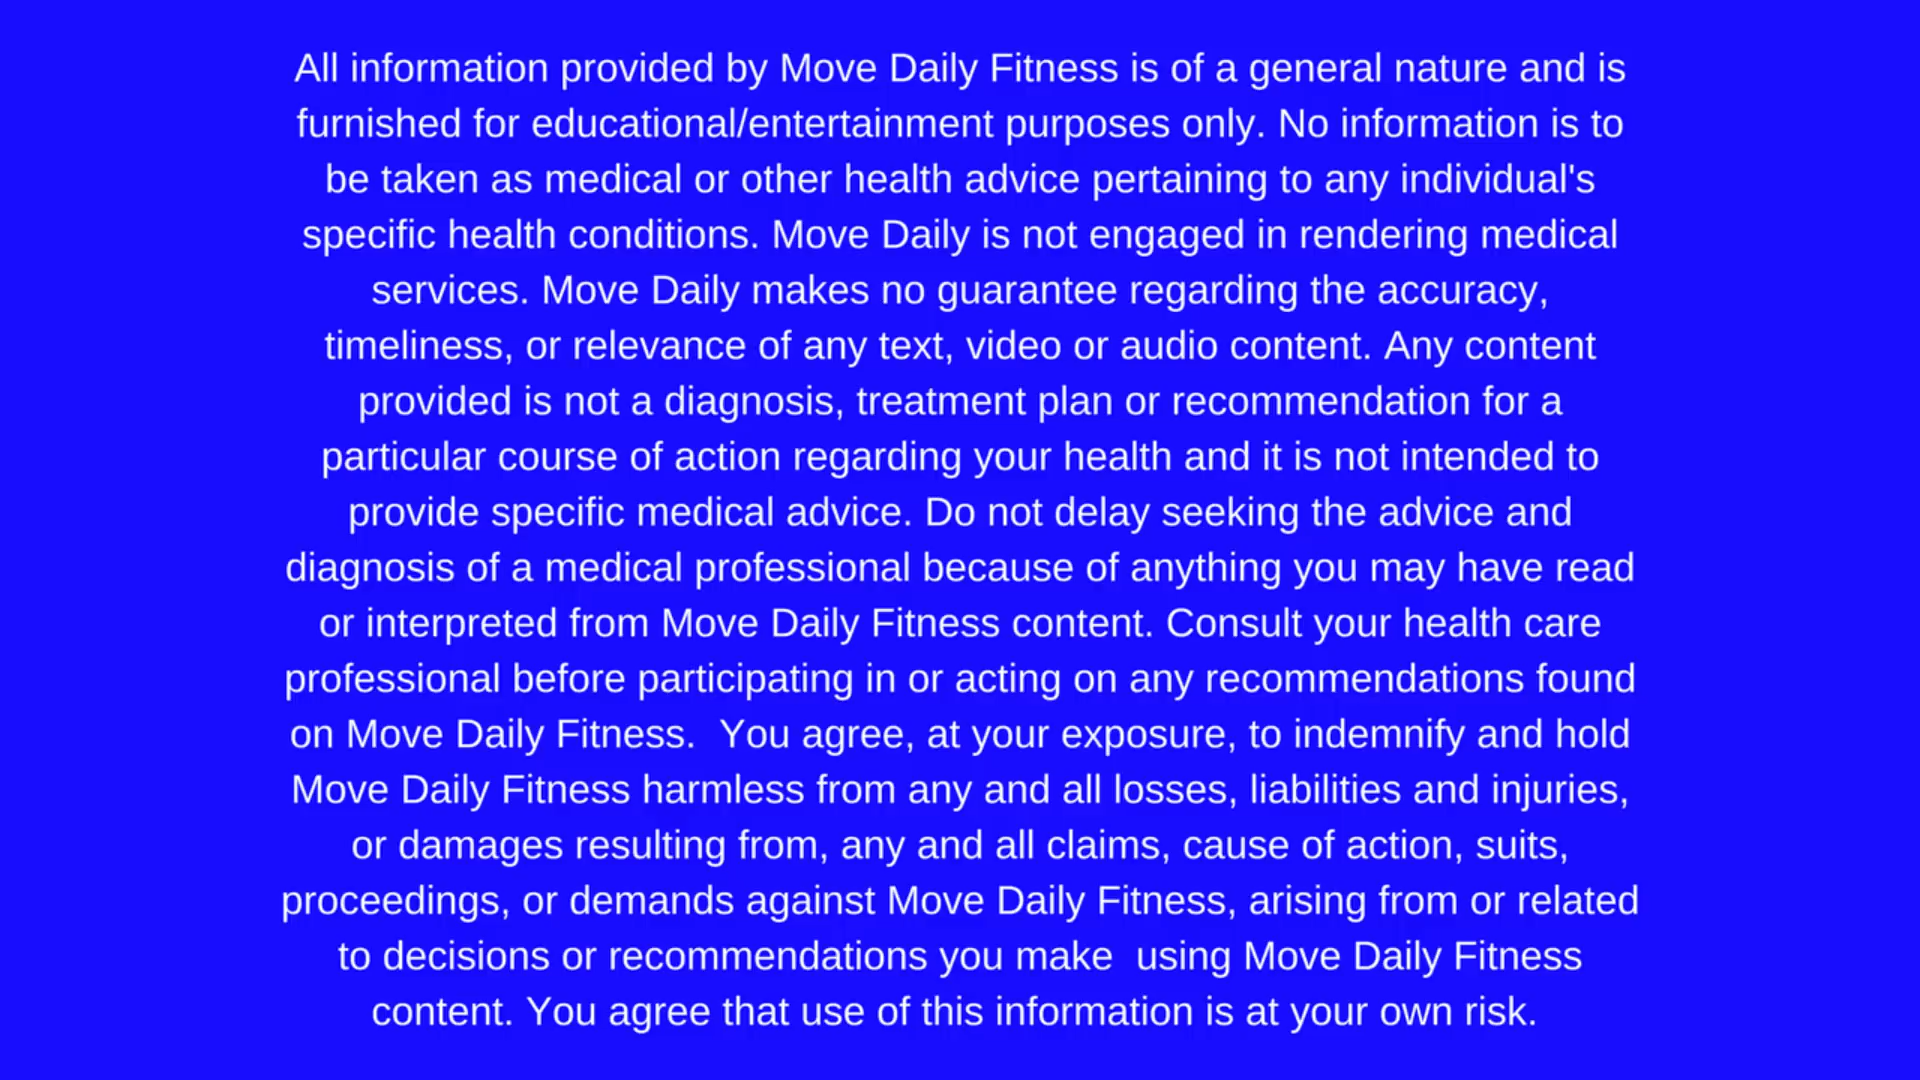 All information provided by Move Daily Fitness is of a general nature and is
furnished for educational/entertainment purposes only. No information is to
be taken as medical or other health advice pertaining to any individual's
specific health conditions. Move Daily is not engaged in rendering medical
services. Move Daily makes no guarantee regarding the accuracy,
timeliness, or relevance of any text, video or audio content. Any content
provided is not a diagnosis, treatment plan or recommendation for a
particular course of action regarding your health and it is not intended to
provide specific medical advice. Do not delay seeking the advice and
diagnosis of a medical professional because of anything you may have read
or interpreted from Move Daily Fitness content. Consult your health care
professional before participating in or acting on any recommendations found
on Move Daily Fitness.  You agree, at your exposure, to indemnify and hold
Move Daily Fitness harmless from any and all losses, liabilities and injuries,
or damages resulting from, any and all claims, cause of action, suits,
proceedings, or demands against Move Daily Fitness, arising from or related
to decisions or recommendations you make  using Move Daily Fitness
content. You agree that use of this information is at your own risk.